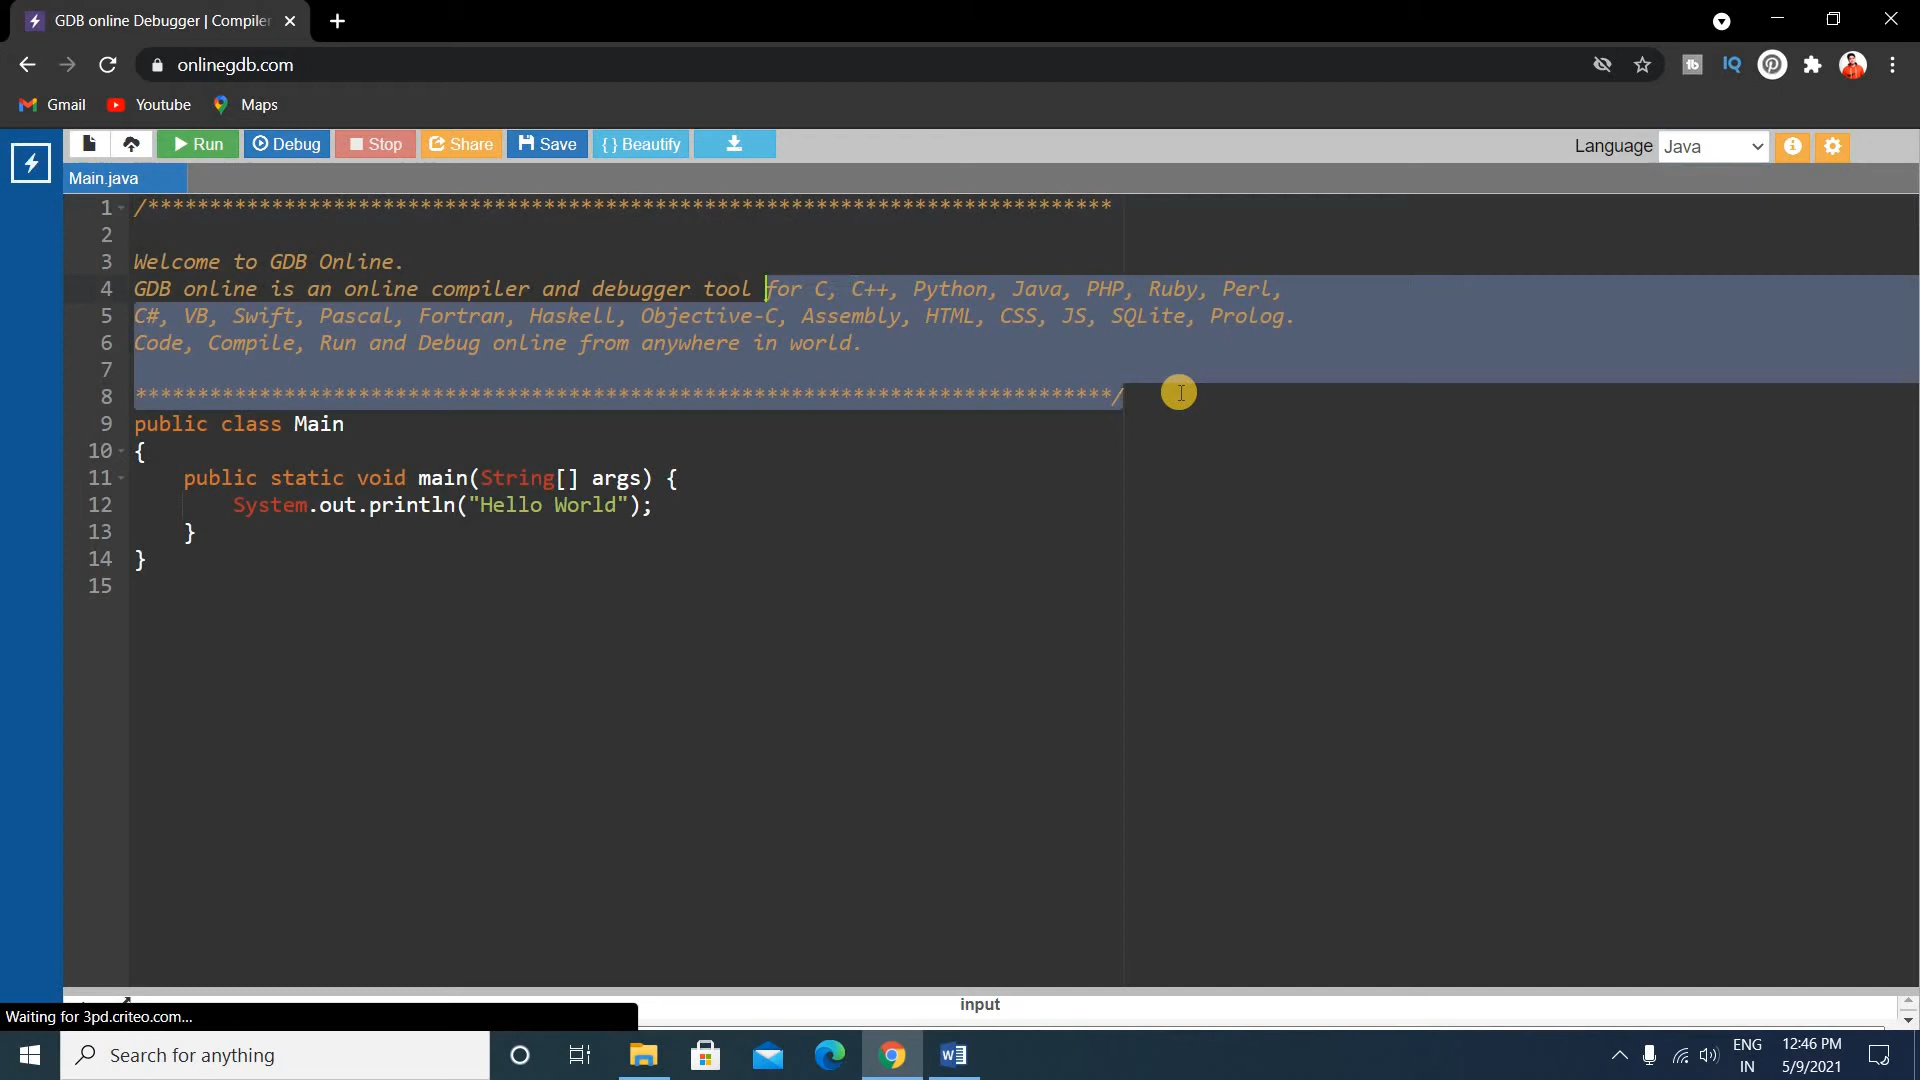 GDB online Debugger | Compiler
onlinegdb.com
tb
IQ
Gmail
Youtube
Maps
Run
Debug
Stop
Share
Save
{ } Beautify
Language
Java
Main.java
1 /******************************************************************************
2
3 Welcome to GDB Online.
4 GDB online is an online compiler and debugger tool for C, C++, Python, Java, PHP, Ruby, Perl,
5 C#, VB, Swift, Pascal, Fortran, Haskell, Objective-C, Assembly, HTML, CSS, JS, SQLite, Prolog.
6 Code, Compile, Run and Debug online from anywhere in world.
7
8 *******************************************************************************/
9 public class Main
10 {
11 public static void main(String[] args) {
12 System.out.println("Hello World");
13 }
14 }
15
input
Waiting for 3pd.criteo.com...
Search for anything
W
ENG
IN
12:46 PM
5/9/2021